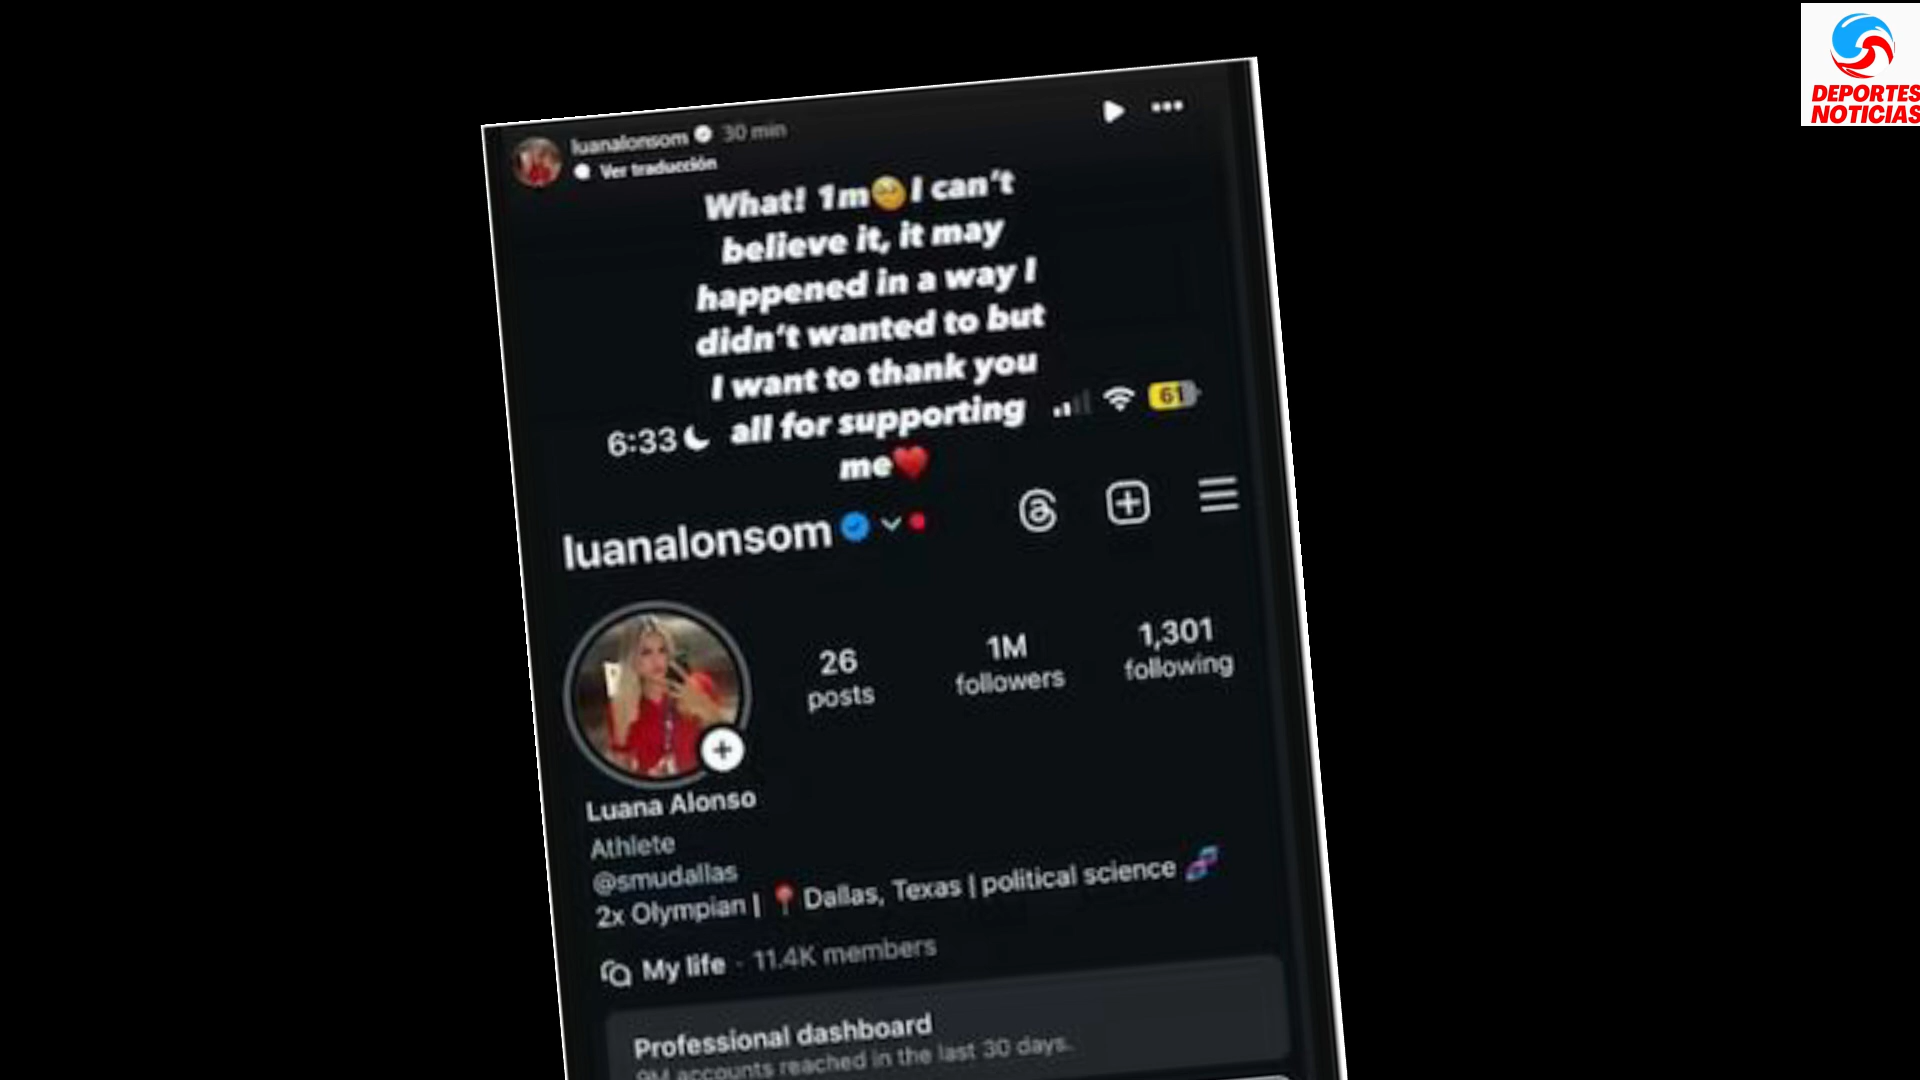 DEPORTES
NOTICIAS
luanalonsom 30 min
Ver traducción
What! 1m🥺I can't
believe it, it may
happened in a way I
didn't wanted to but
I want to thank you
all for supporting
me❤️
6:33
61
luanalonsom
26
posts
1M
followers
1,301
following
Luana Alonso
Athlete
@smudallas
2x Olympian | 📍 Dallas, Texas | political science 🧬
My life · 11.4K members
Professional dashboard
9M accounts reached in the last 30 days.